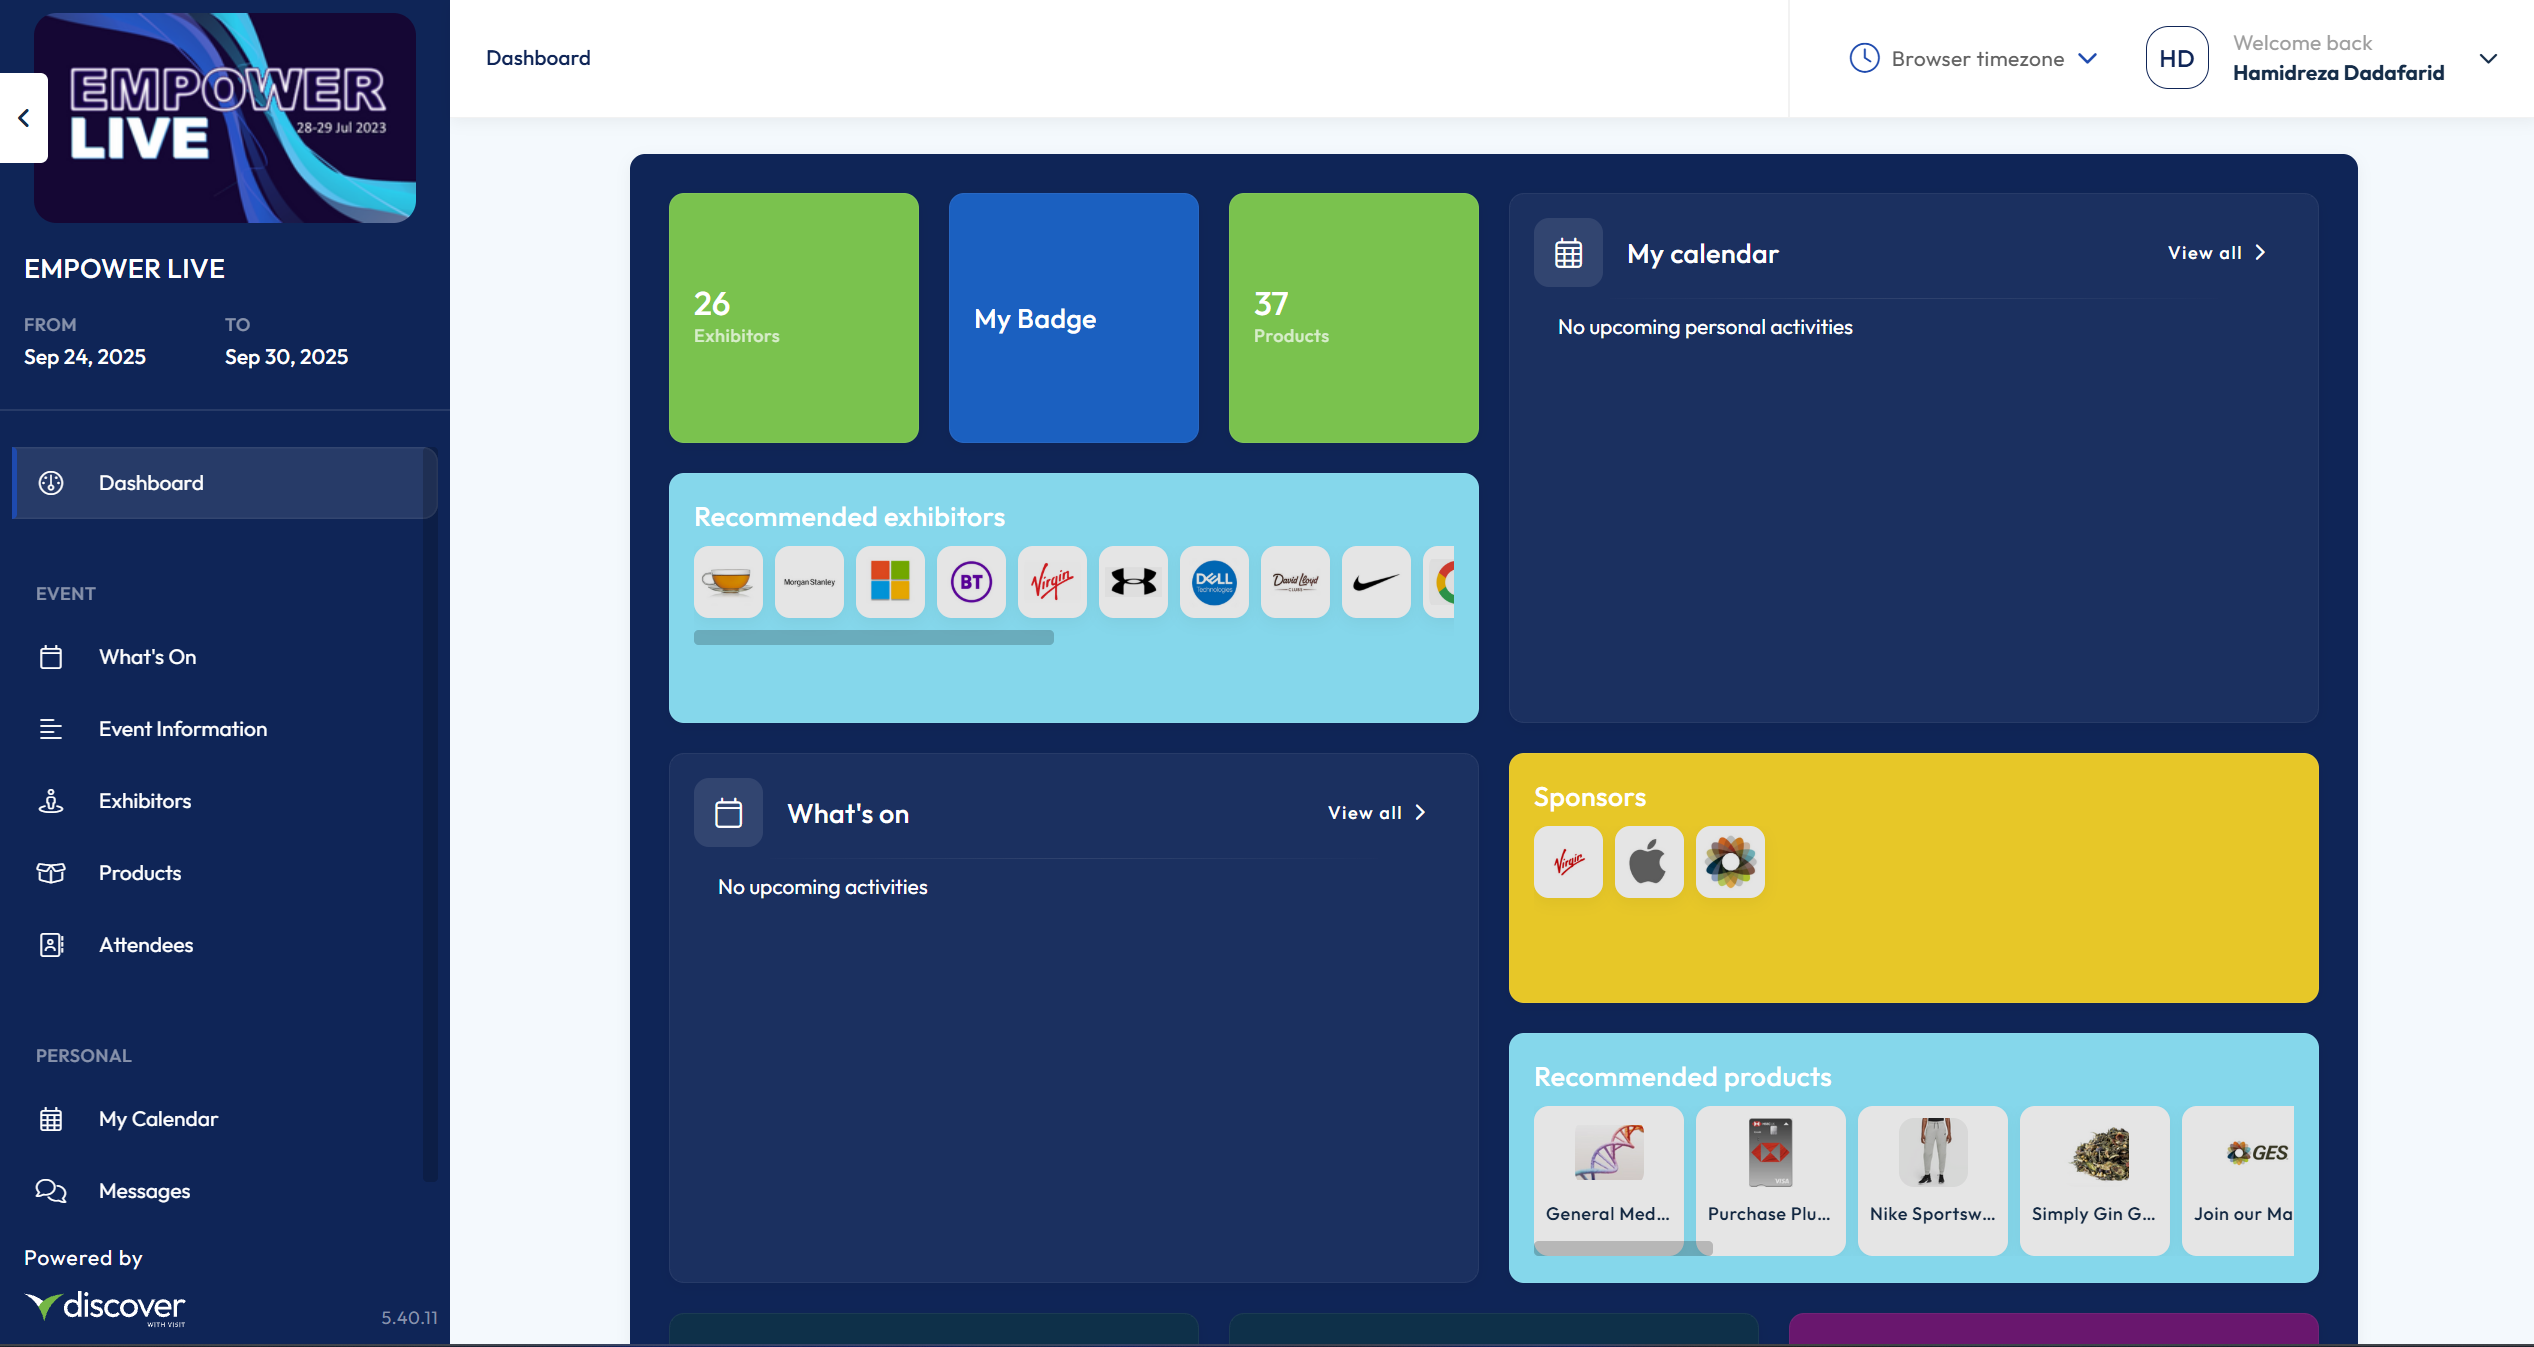 EMPOWER
LIVE
28-29 Jul 2023
EMPOWER LIVE
FROM
TO
Sep 24, 2025
Sep 30, 2025
Dashboard
EVENT
What's On
Event Information
Exhibitors
Products
Attendees
PERSONAL
My Calendar
Messages
Powered by
discover
WITH VISIT
5.40.11
Dashboard
Browser timezone
HD
Welcome back
Hamidreza Dadafarid
26
Exhibitors
My Badge
37
Products
My calendar
View all
No upcoming personal activities
Recommended exhibitors
Morgan Stanley
BT
Virgin
DELL
Technologies
David Lloyd
CLUBS
What's on
View all
No upcoming activities
Sponsors
Virgin
Recommended products
VISA
GES
General Med...
Purchase Plu...
Nike Sportsw...
Simply Gin G...
Join our Ma